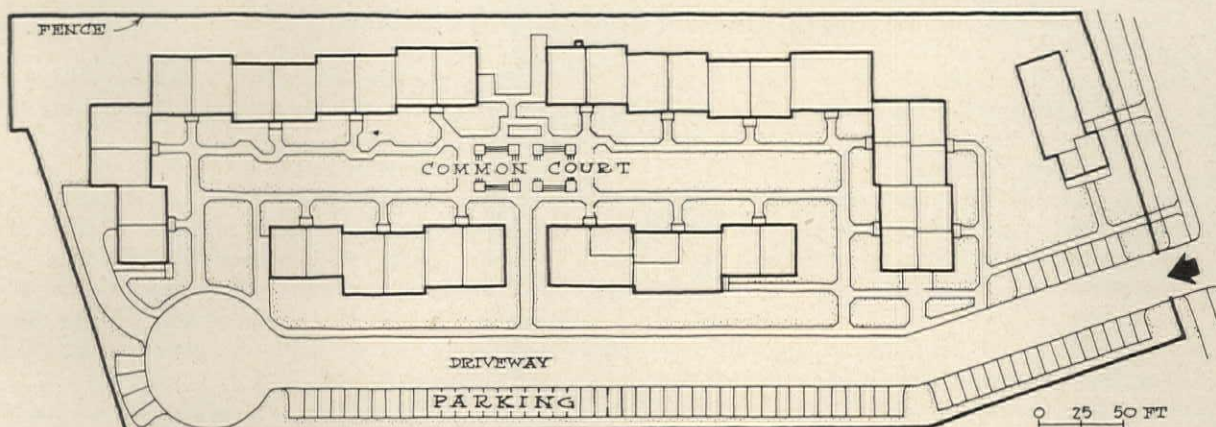 FENCE
COMMON COURT
DRIVEWAY
PARKING
0 25 50 FT